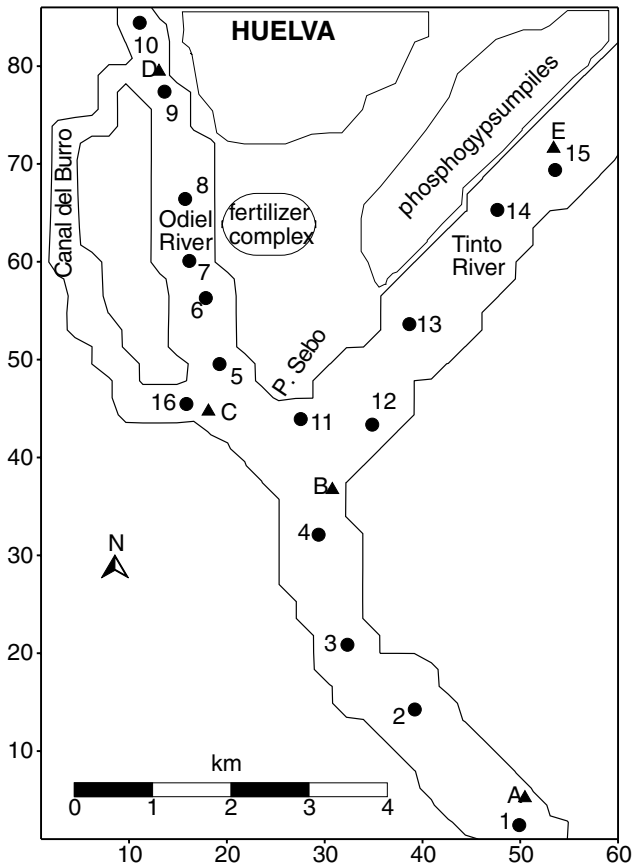 HUELVA
10
80
D
9
phosphogypsumpiles
E
15
Canal del Burro
70
8
Odiel
River
fertilizer
complex
14
Tinto
River
60
7
6
13
P. Sebo
50
5
16
C
11
12
40
B
4
N
30
3
20
2
10
km
0 1 2 3 4
A
1
10 20 30 40 50 60